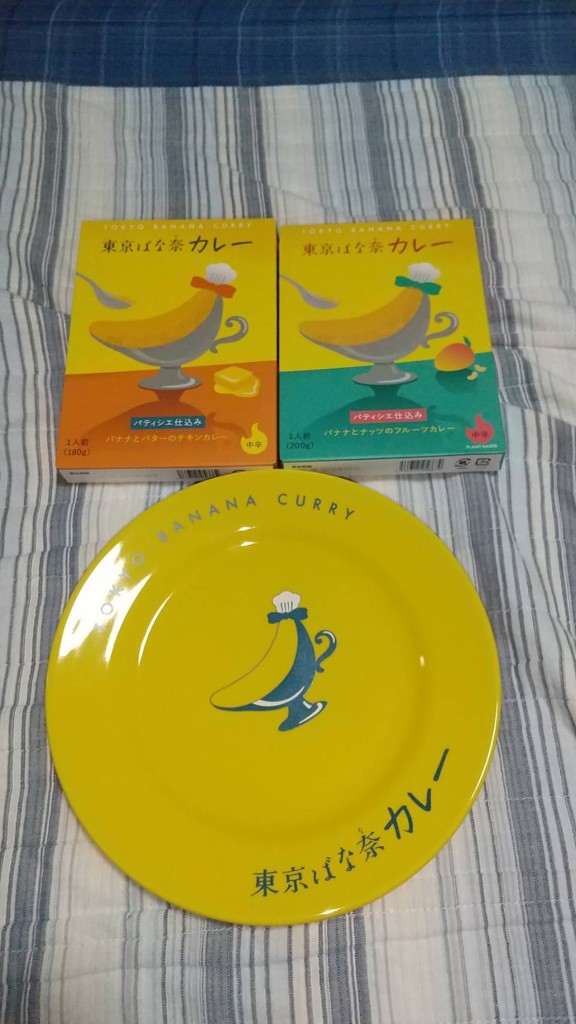 TOKYO BANANA CURRY
東京ばな奈カレー
パティシエ仕込み
1人前
(180g)
バナナとバターのチキンカレー
中辛
TOKYO BANANA CURRY
東京ばな奈カレー
パティシエ仕込み
1人前
(200g)
バナナとナッツのフルーツカレー
中辛
PLANT BASED
TOKYO BANANA CURRY
東京ばな奈カレー